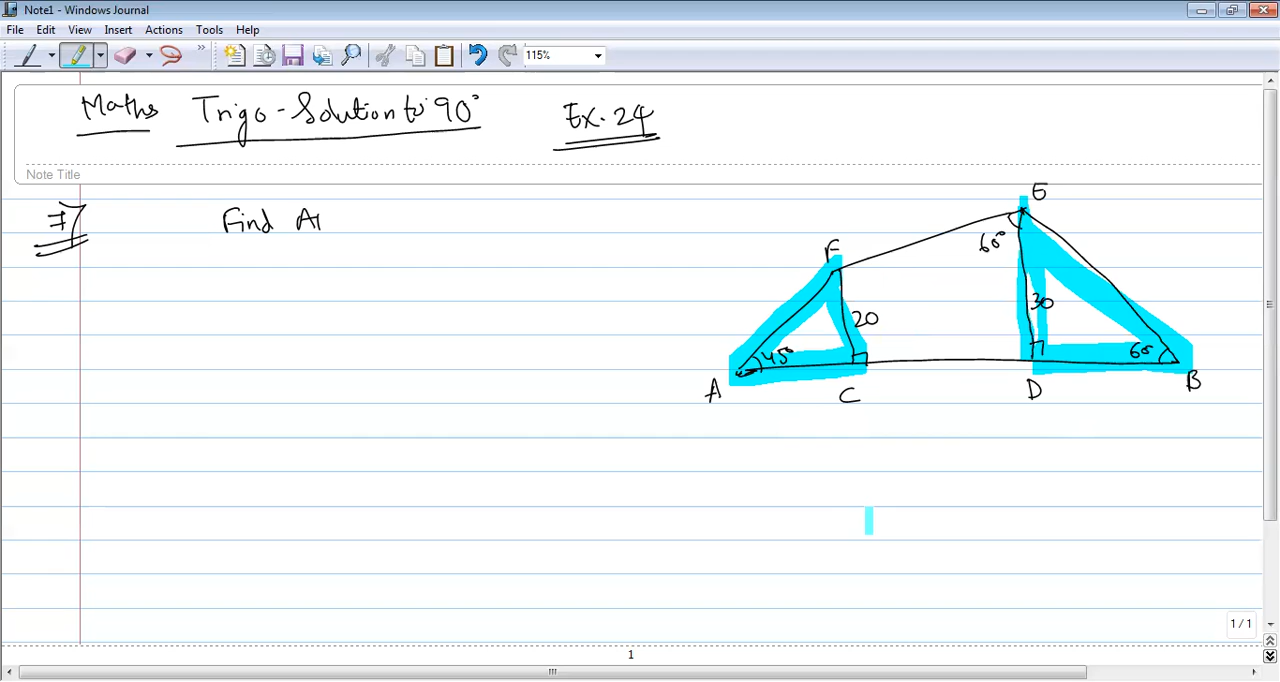 Note1 - Windows Journal
File Edit View Insert Actions Tools Help
115%
Maths Trigo - Solution to 90° Ex. 24
Note Title
7
Find A
E
60°
F
30
20
45°
60
A C D B
1 / 1
1